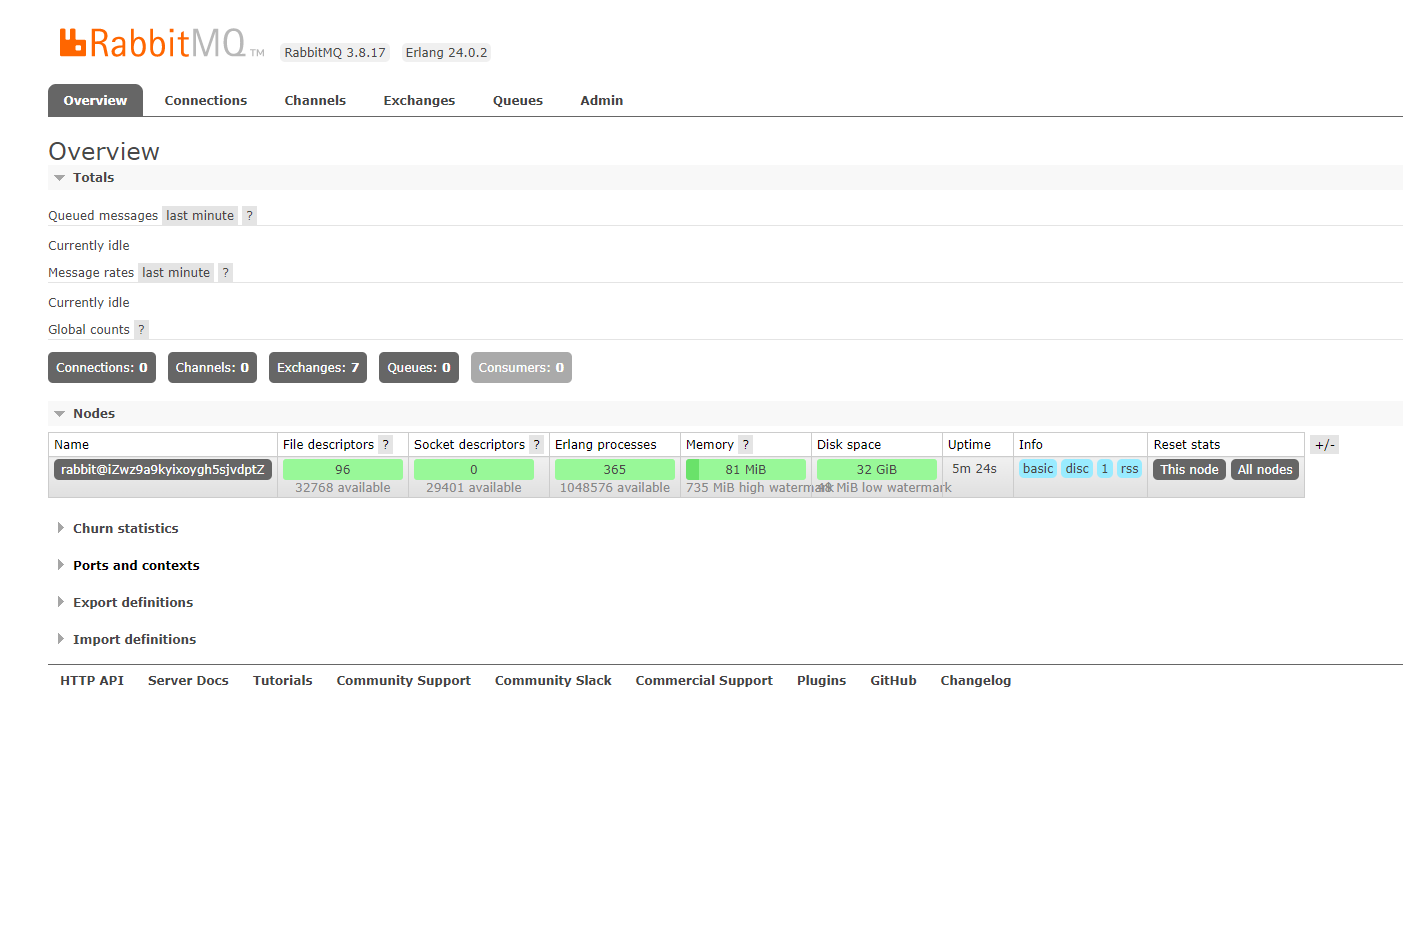 RabbitMQ TM RabbitMQ 3.8.17 Erlang 24.0.2
Overview Connections Channels Exchanges Queues Admin
Overview
Totals
Queued messages last minute ?
Currently idle
Message rates last minute ?
Currently idle
Global counts ?
Connections: 0 Channels: 0 Exchanges: 7 Queues: 0 Consumers: 0
Nodes
Name File descriptors ? Socket descriptors ? Erlang processes Memory ? Disk space Uptime Info Reset stats +/-
rabbit@iZwz9a9kyixoygh5sjvdptZ 96 0 365 81 MiB 32 GiB 5m 24s basic disc 1 rss This node All nodes
32768 available 29401 available 1048576 available 735 MiB high watermark 48 MiB low watermark
Churn statistics
Ports and contexts
Export definitions
Import definitions
HTTP API Server Docs Tutorials Community Support Community Slack Commercial Support Plugins GitHub Changelog